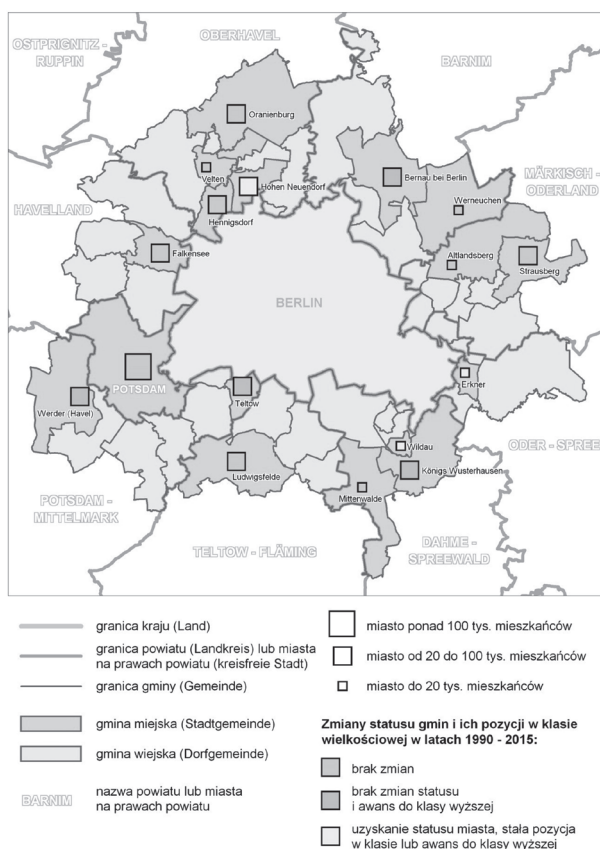 OSTPRIGNITZ -
RUPPIN
OBERHAVEL
BARNIM
Oranienburg
Velten
Hohen Neuendorf
Hennigsdorf
Bernau bei Berlin
Werneuchen
MÄRKISCH -
ODERLAND
HAVELLAND
Falkensee
Altlandsberg
Strausberg
BERLIN
POTSDAM
Werder (Havel)
Teltow
Erkner
Ludwigsfelde
Wildau
Königs Wusterhausen
Mittenwalde
ODER - SPREE
POTSDAM -
MITTELMARK
TELTOW - FLÄMING
DAHME -
SPREEWALD
granica kraju (Land)
granica powiatu (Landkreis) lub miasta
na prawach powiatu (kreisfreie Stadt)
granica gminy (Gemeinde)
gmina miejska (Stadtgemeinde)
gmina wiejska (Dorfgemeinde)
BARNIM
nazwa powiatu lub miasta
na prawach powiatu
miasto ponad 100 tys. mieszkańców
miasto od 20 do 100 tys. mieszkańców
miasto do 20 tys. mieszkańców
Zmiany statusu gmin i ich pozycji w klasie
wielkościowej w latach 1990 - 2015:
brak zmian
brak zmian statusu
i awans do klasy wyższej
uzyskanie statusu miasta, stała pozycja
w klasie lub awans do klasy wyższej